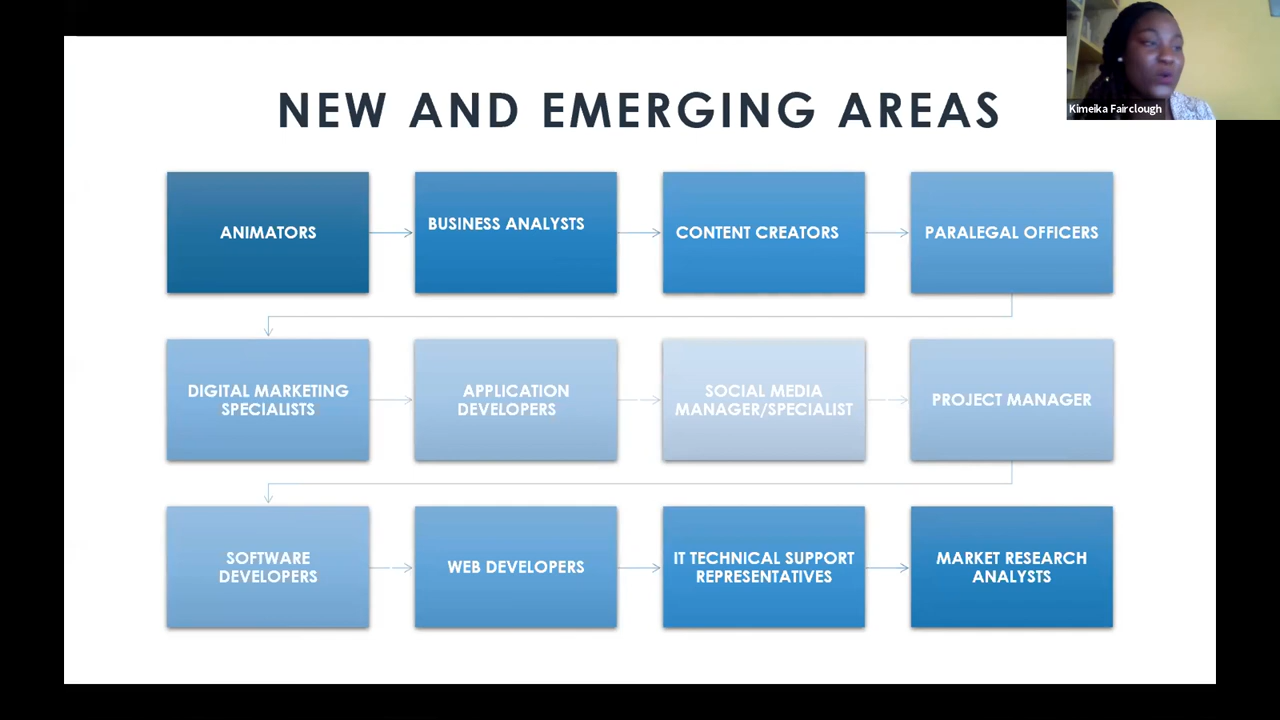 NEW AND EMERGING AREAS
Kimeika Fairclough
ANIMATORS
BUSINESS ANALYSTS
CONTENT CREATORS
PARALEGAL OFFICERS
DIGITAL MARKETING
SPECIALISTS
APPLICATION
DEVELOPERS
SOCIAL MEDIA
MANAGER/SPECIALIST
PROJECT MANAGER
SOFTWARE
DEVELOPERS
WEB DEVELOPERS
IT TECHNICAL SUPPORT
REPRESENTATIVES
MARKET RESEARCH
ANALYSTS